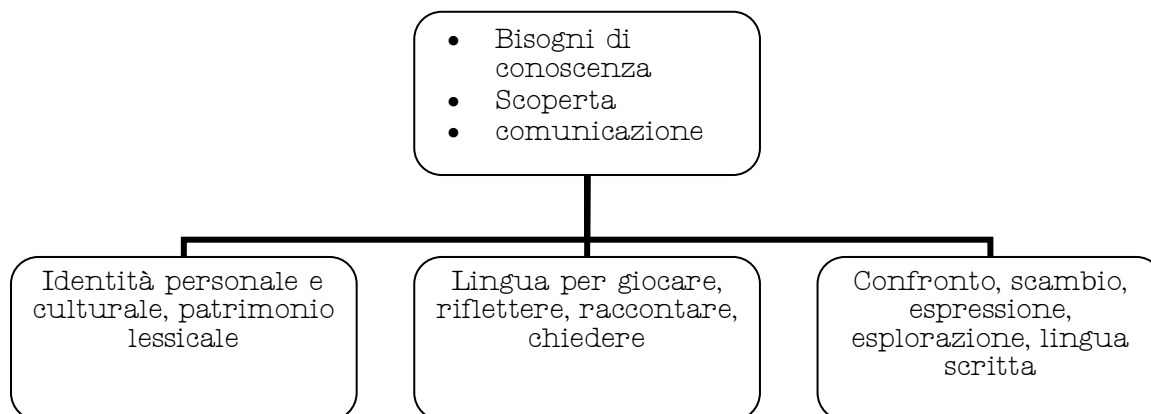 • Bisogni di
conoscenza
• Scoperta
• comunicazione
Identità personale e
culturale, patrimonio
lessicale
Lingua per giocare,
riflettere, raccontare,
chiedere
Confronto, scambio,
espressione,
esplorazione, lingua
scritta